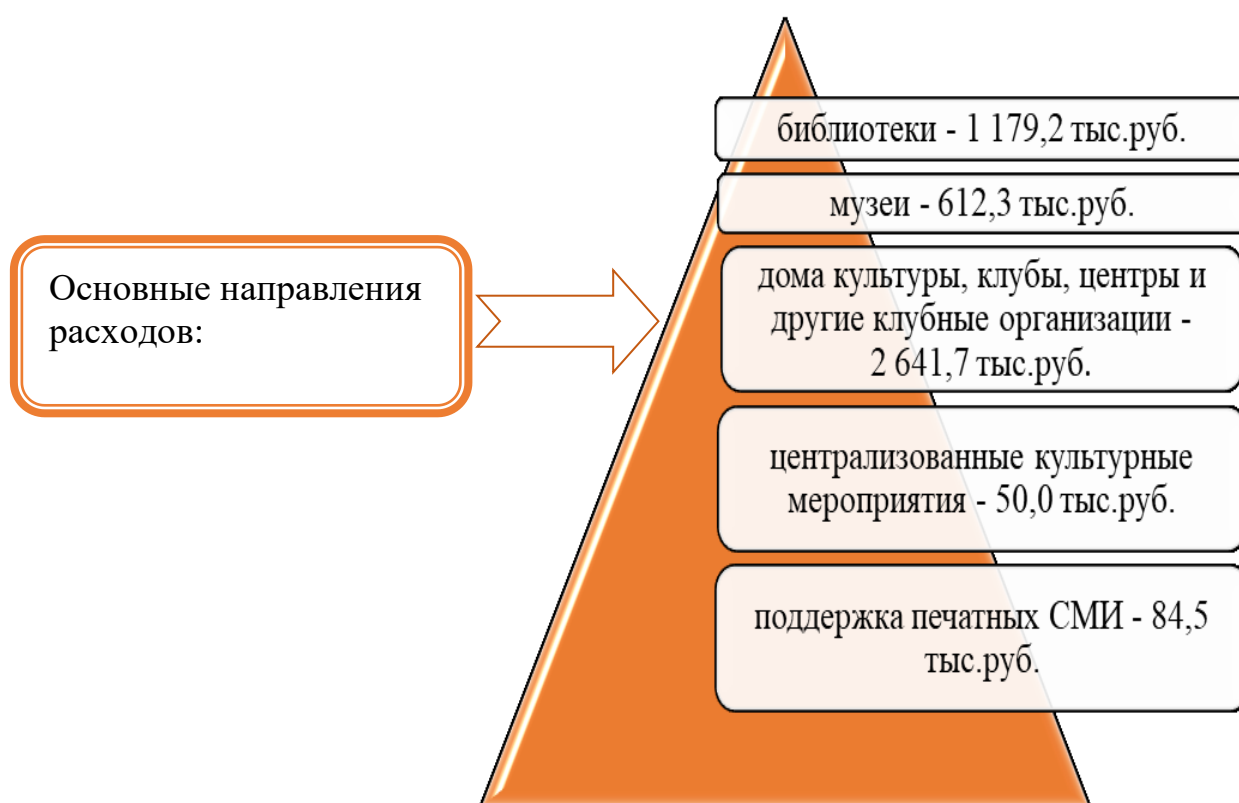 Основные направления
расходов:
библиотеки - 1 179,2 тыс.руб.
музеи - 612,3 тыс.руб.
дома культуры, клубы, центры и
другие клубные организации -
2 641,7 тыс.руб.
централизованные культурные
мероприятия - 50,0 тыс.руб.
поддержка печатных СМИ - 84,5
тыс.руб.